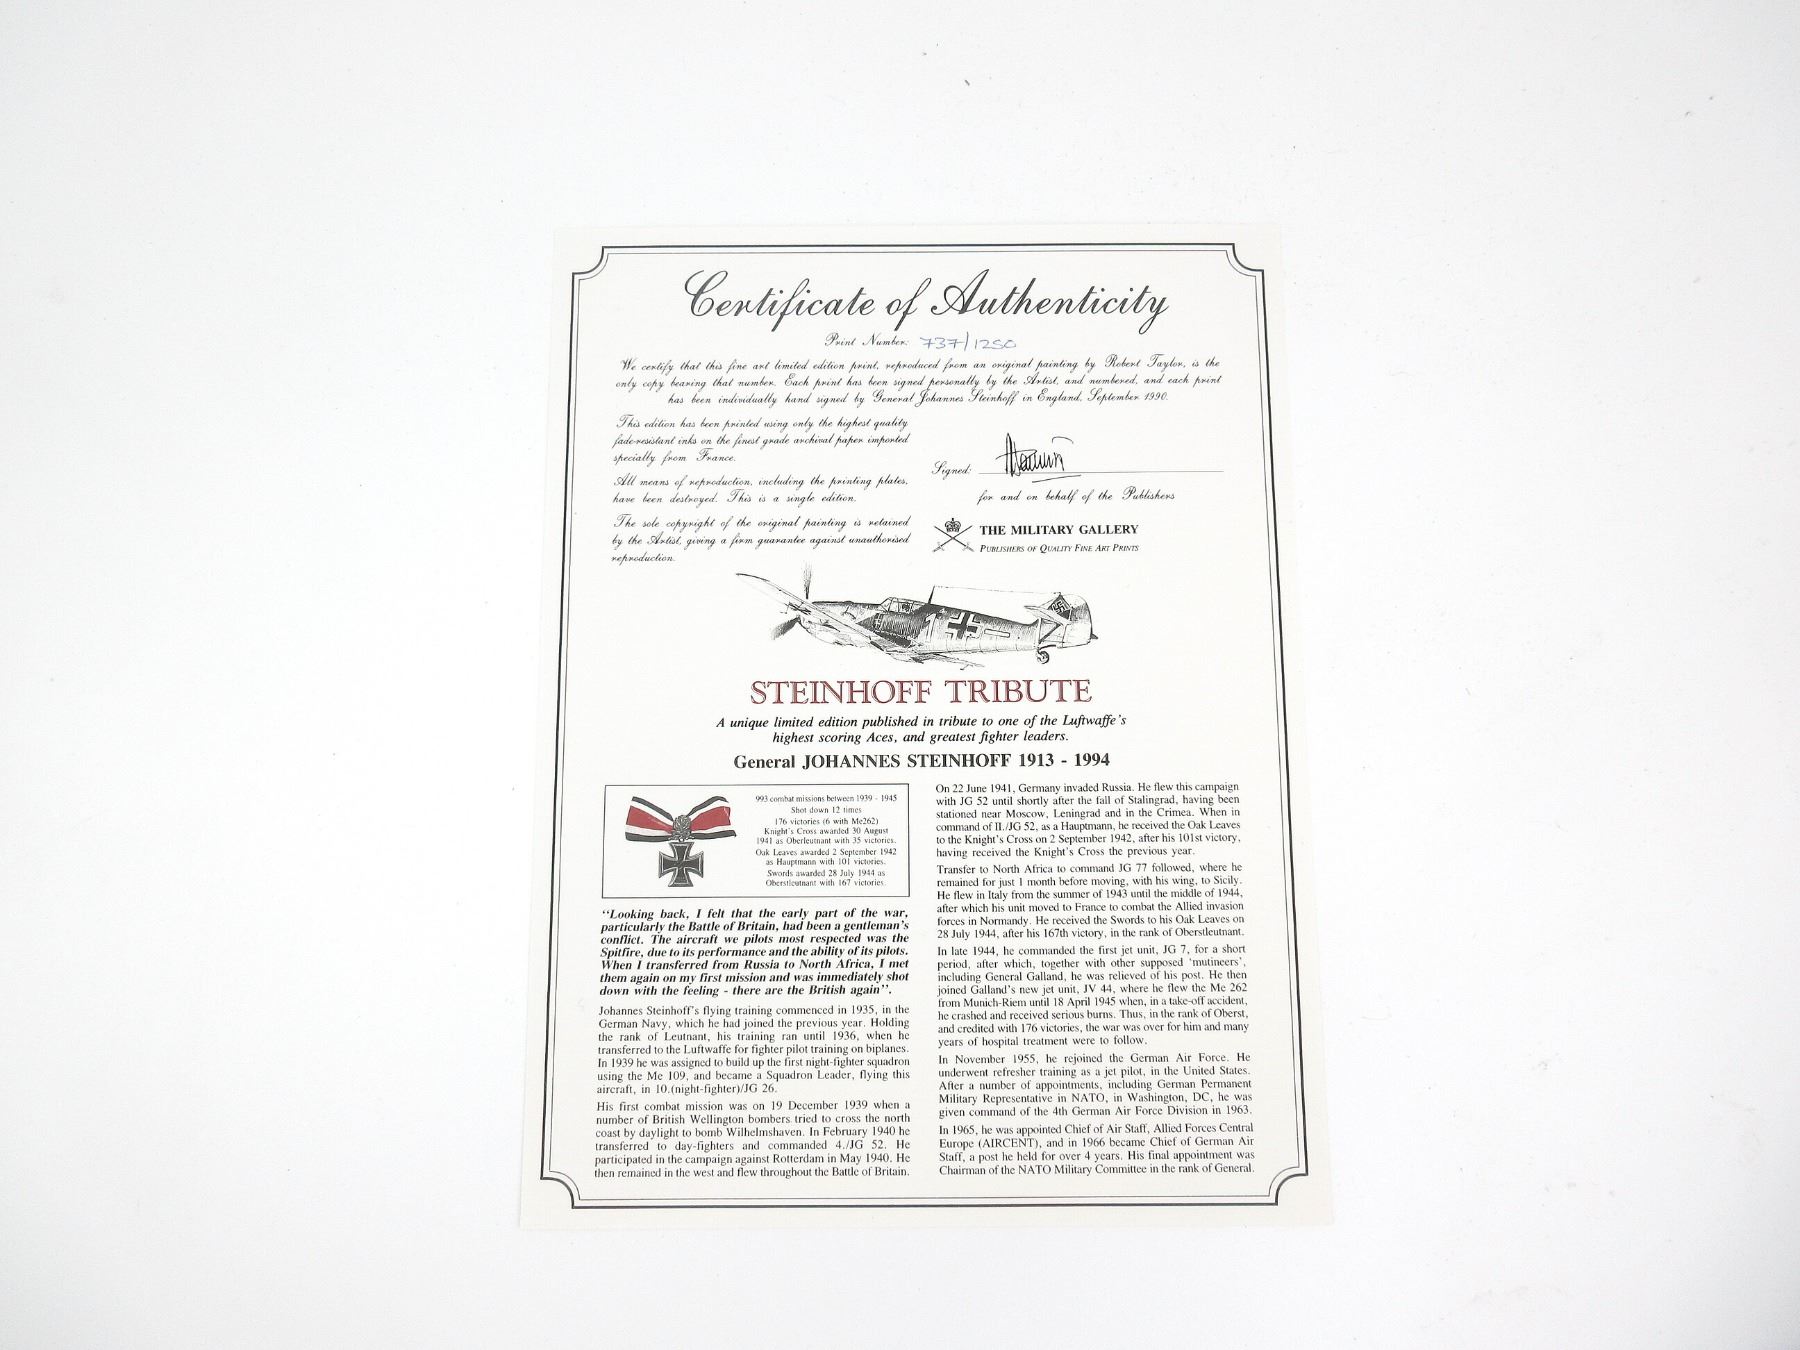 Certificate of Authenticity
Print Number: 737/1250
We certify that this fine art limited edition print, reproduced from an original painting by Robert Taylor, is the
only copy bearing that number. Each print has been signed personally by the Artist, and numbered, and each print
has been individually hand signed by General Johannes Steinhoff in England, September 1990.
This edition has been printed using only the highest quality
fade-resistant inks on the finest grade archival paper imported
specially from France.
All means of reproduction, including the printing plates,
have been destroyed. This is a single edition.
The sole copyright of the original painting is retained
by the Artist, giving a firm guarantee against unauthorised
reproduction.
Signed:
for and on behalf of the Publishers
THE MILITARY GALLERY
PUBLISHERS OF QUALITY FINE ART PRINTS
1
STEINHOFF TRIBUTE
A unique limited edition published in tribute to one of the Luftwaffe's
highest scoring Aces, and greatest fighter leaders.
General JOHANNES STEINHOFF 1913 - 1994
993 combat missions between 1939 - 1945
Shot down 12 times
176 victories (6 with Me262)
Knight's Cross awarded 30 August
1941 as Oberleutnant with 35 victories.
Oak Leaves awarded 2 September 1942
as Hauptmann with 101 victories.
Swords awarded 28 July 1944 as
Oberstleutnant with 167 victories.
"Looking back, I felt that the early part of the war,
particularly the Battle of Britain, had been a gentleman's
conflict. The aircraft we pilots most respected was the
Spitfire, due to its performance and the ability of its pilots.
When I transferred from Russia to North Africa, I met
them again on my first mission and was immediately shot
down with the feeling - there are the British again".
Johannes Steinhoff's flying training commenced in 1935, in the
German Navy, which he had joined the previous year. Holding
the rank of Leutnant, his training ran until 1936, when he
transferred to the Luftwaffe for fighter pilot training on biplanes.
In 1939 he was assigned to build up the first night-fighter squadron
using the Me 109, and became a Squadron Leader, flying this
aircraft, in 10.(night-fighter)/JG 26.
His first combat mission was on 19 December 1939 when a
number of British Wellington bombers tried to cross the north
coast by daylight to bomb Wilhelmshaven. In February 1940 he
transferred to day-fighters and commanded 4./JG 52. He
participated in the campaign against Rotterdam in May 1940. He
then remained in the west and flew throughout the Battle of Britain.
On 22 June 1941, Germany invaded Russia. He flew this campaign
with JG 52 until shortly after the fall of Stalingrad, having been
stationed near Moscow, Leningrad and in the Crimea. When in
command of II./JG 52, as a Hauptmann, he received the Oak Leaves
to the Knight's Cross on 2 September 1942, after his 101st victory,
having received the Knight's Cross the previous year.
Transfer to North Africa to command JG 77 followed, where he
remained for just 1 month before moving, with his wing, to Sicily.
He flew in Italy from the summer of 1943 until the middle of 1944,
after which his unit moved to France to combat the Allied invasion
forces in Normandy. He received the Swords to his Oak Leaves on
28 July 1944, after his 167th victory, in the rank of Oberstleutnant.
In late 1944, he commanded the first jet unit, JG 7, for a short
period, after which, together with other supposed 'mutineers',
including General Galland, he was relieved of his post. He then
joined Galland's new jet unit, JV 44, where he flew the Me 262
from Munich-Riem until 18 April 1945 when, in a take-off accident,
he crashed and received serious burns. Thus, in the rank of Oberst,
and credited with 176 victories, the war was over for him and many
years of hospital treatment were to follow.
In November 1955, he rejoined the German Air Force. He
underwent refresher training as a jet pilot, in the United States.
After a number of appointments, including German Permanent
Military Representative in NATO, in Washington, DC, he was
given command of the 4th German Air Force Division in 1963.
In 1965, he was appointed Chief of Air Staff, Allied Forces Central
Europe (AIRCENT), and in 1966 became Chief of German Air
Staff, a post he held for over 4 years. His final appointment was
Chairman of the NATO Military Committee in the rank of General.